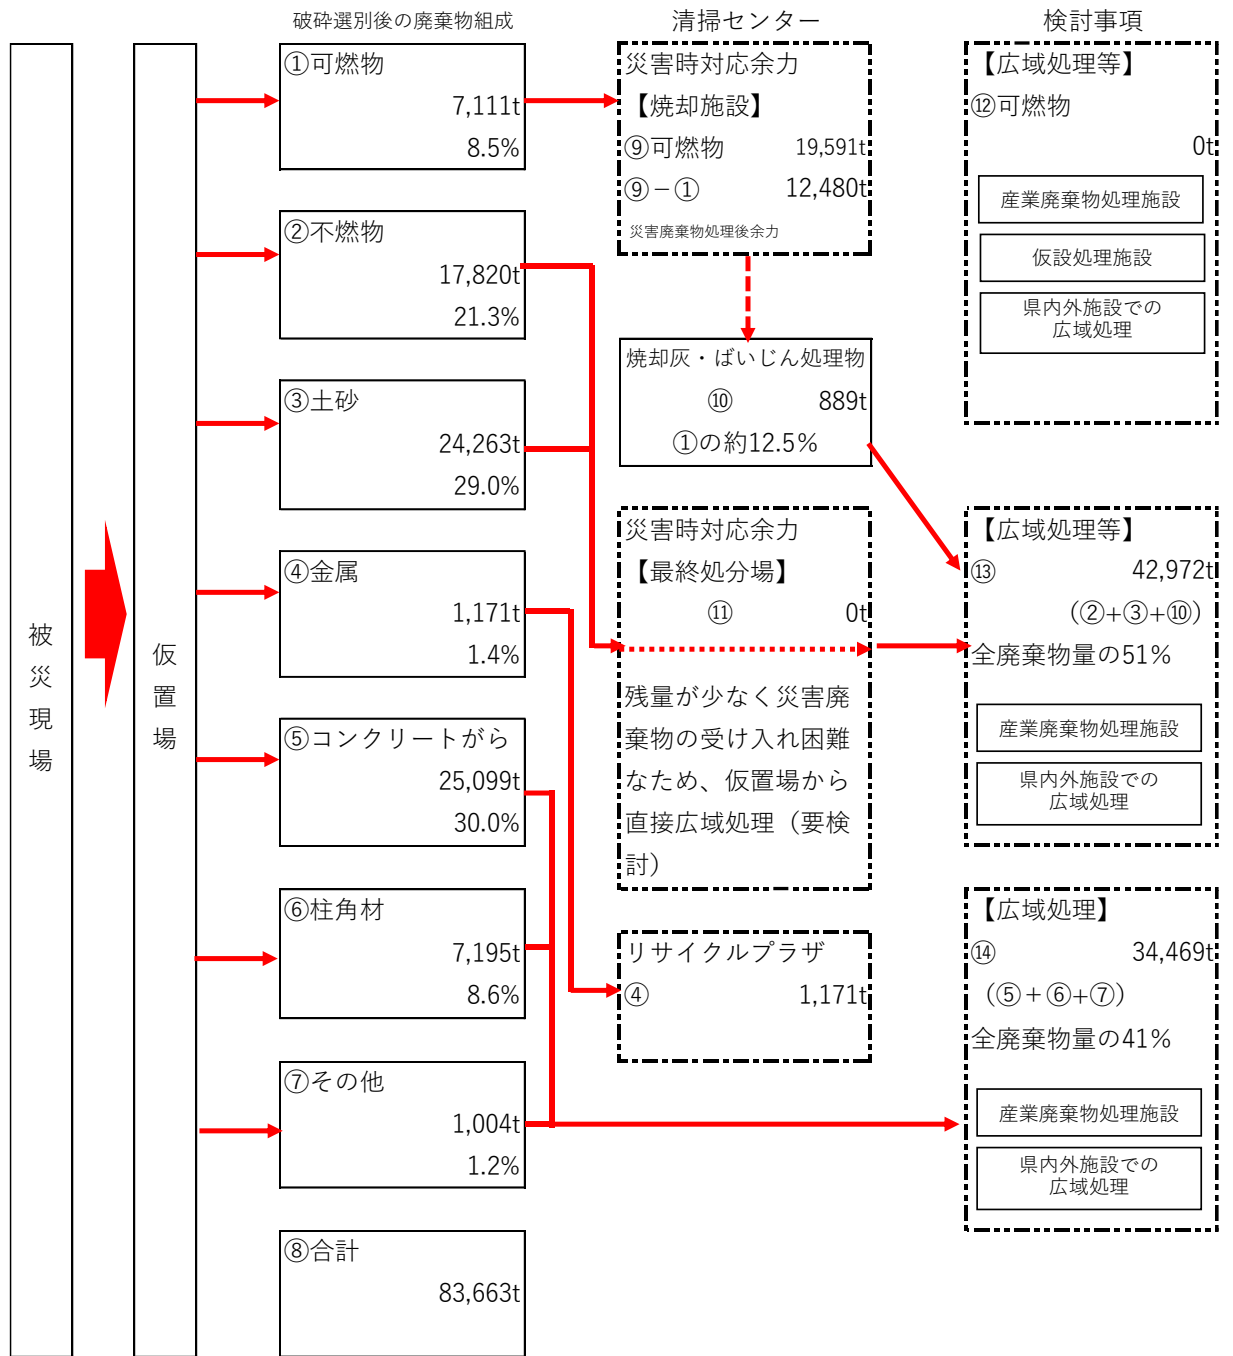 破砕選別後の廃棄物組成
清掃センター
検討事項
被災現場
仮置場
①可燃物
7,111t
8.5%
②不燃物
17,820t
21.3%
③土砂
24,263t
29.0%
④金属
1,171t
1.4%
⑤コンクリートがら
25,099t
30.0%
⑥柱角材
7,195t
8.6%
⑦その他
1,004t
1.2%
⑧合計
83,663t
災害時対応余力
【焼却施設】
⑨可燃物 19,591t
⑨－① 12,480t
災害廃棄物処理後余力
焼却灰・ばいじん処理物
⑩ 889t
①の約12.5%
災害時対応余力
【最終処分場】
⑪ 0t
残量が少なく災害廃
棄物の受け入れ困難
なため、仮置場から
直接広域処理（要検
討）
リサイクルプラザ
④ 1,171t
【広域処理等】
⑫可燃物
0t
産業廃棄物処理施設
仮設処理施設
県内外施設での
広域処理
【広域処理等】
⑬ 42,972t
（②+③+⑩）
全廃棄物量の51%
産業廃棄物処理施設
県内外施設での
広域処理
【広域処理】
⑭ 34,469t
（⑤＋⑥+⑦）
全廃棄物量の41%
産業廃棄物処理施設
県内外施設での
広域処理